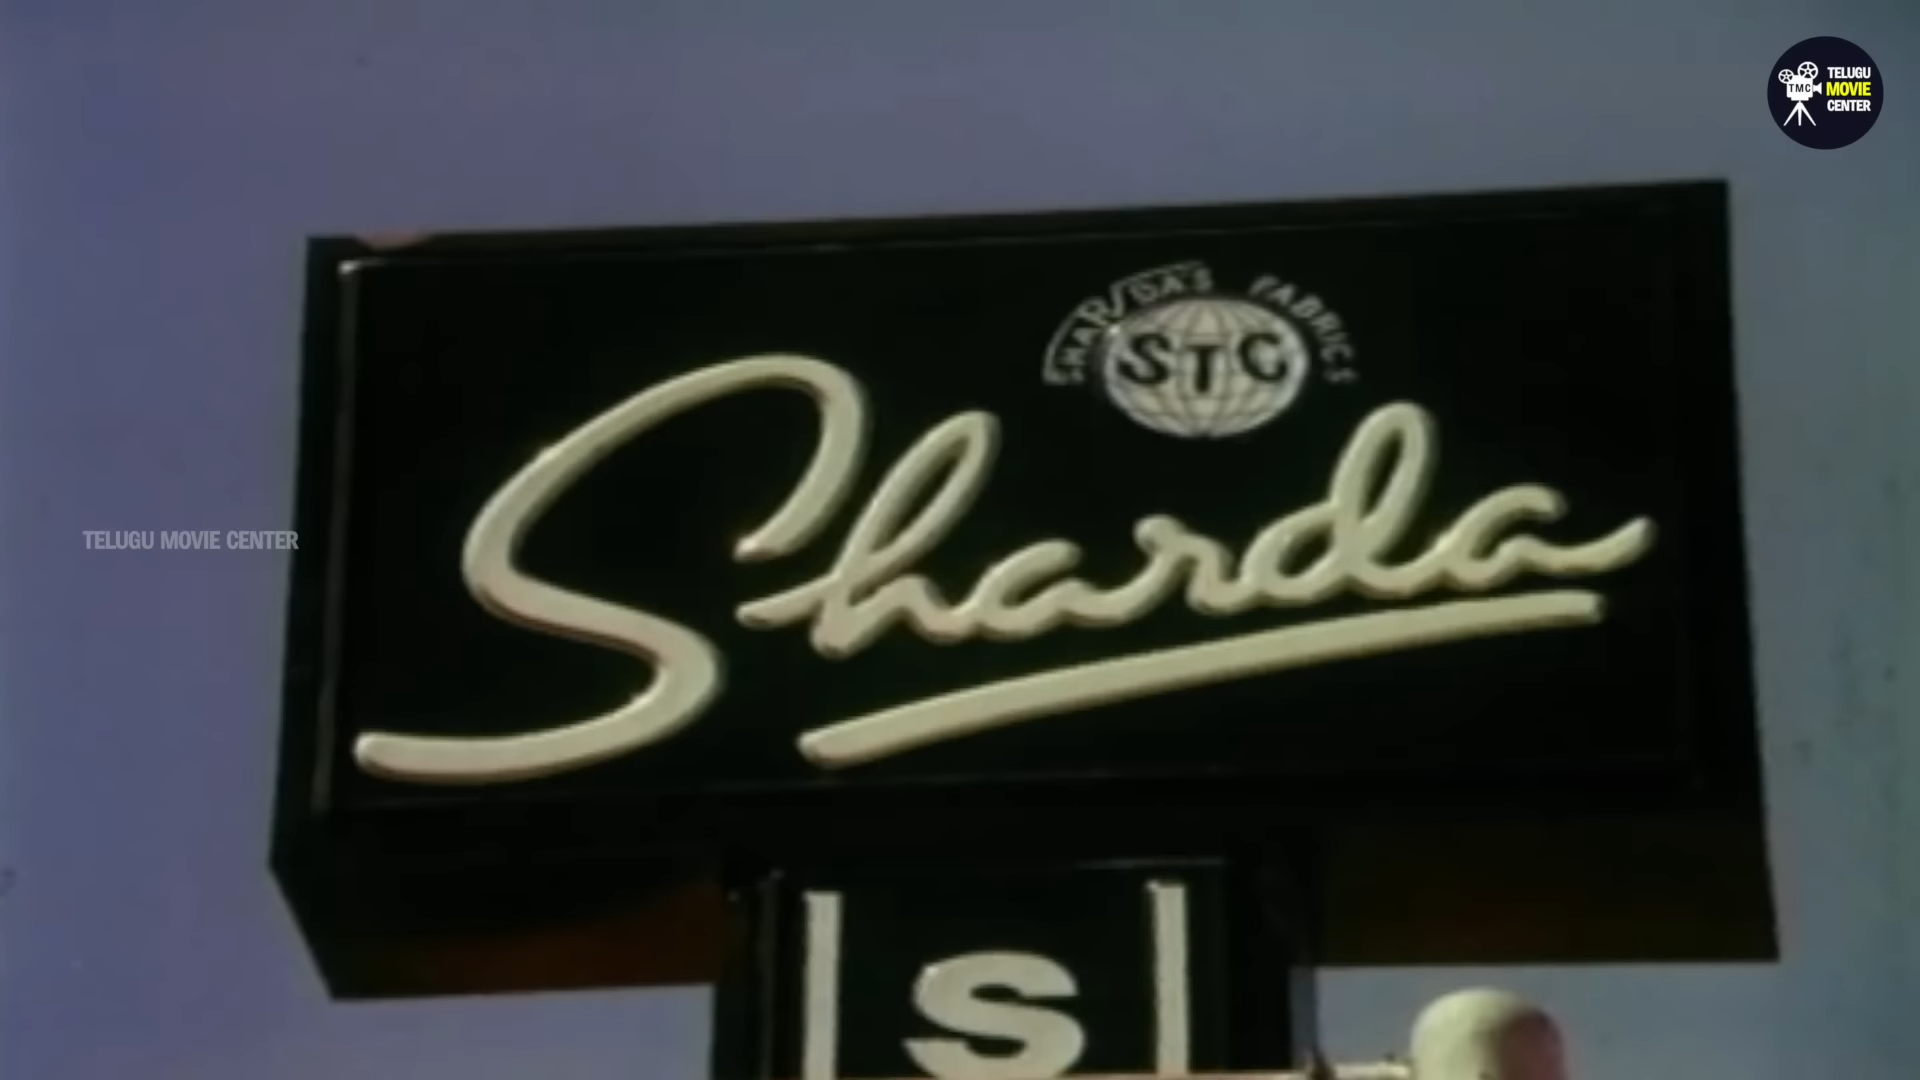 TELUGU
MOVIE
CENTER
TMC
SHARDA'S FABRICS
STC
Sharda
TELUGU MOVIE CENTER
S